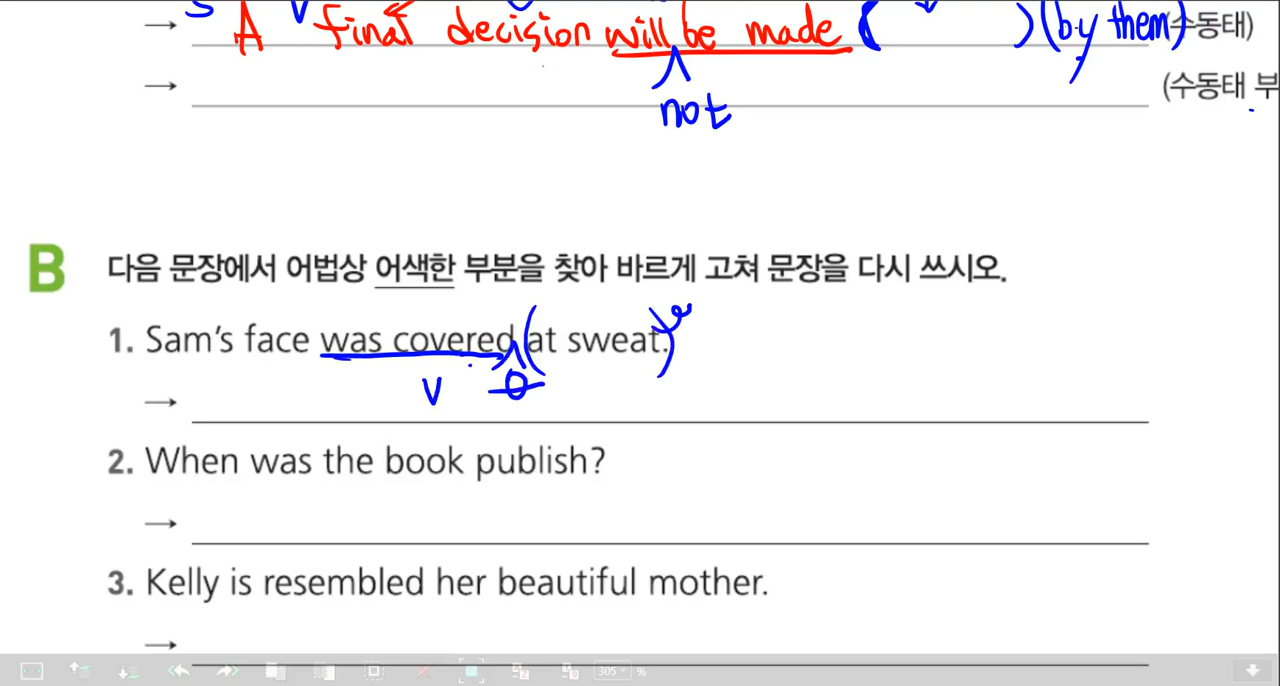 S V
→ A final decision will be made ( ) (by them) (수동태)
not
→ (수동태 부
B 다음 문장에서 어법상 어색한 부분을 찾아 바르게 고쳐 문장을 다시 쓰시오.
1. Sam's face was covered (at sweat.)
V
→
2. When was the book publish?
→
3. Kelly is resembled her beautiful mother.
→
305 %